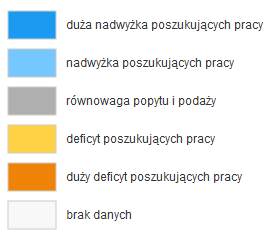 duża nadwyżka poszukujących pracy
nadwyżka poszukujących pracy
równowaga popytu i podaży
deficyt poszukujących pracy
duży deficyt poszukujących pracy
brak danych